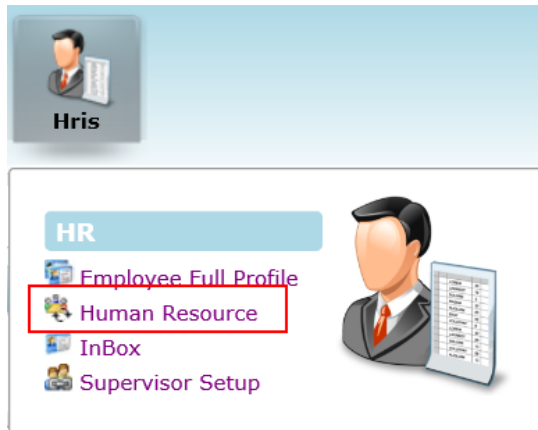 Hris
HR
Employee Full Profile
Human Resource
InBox
Supervisor Setup